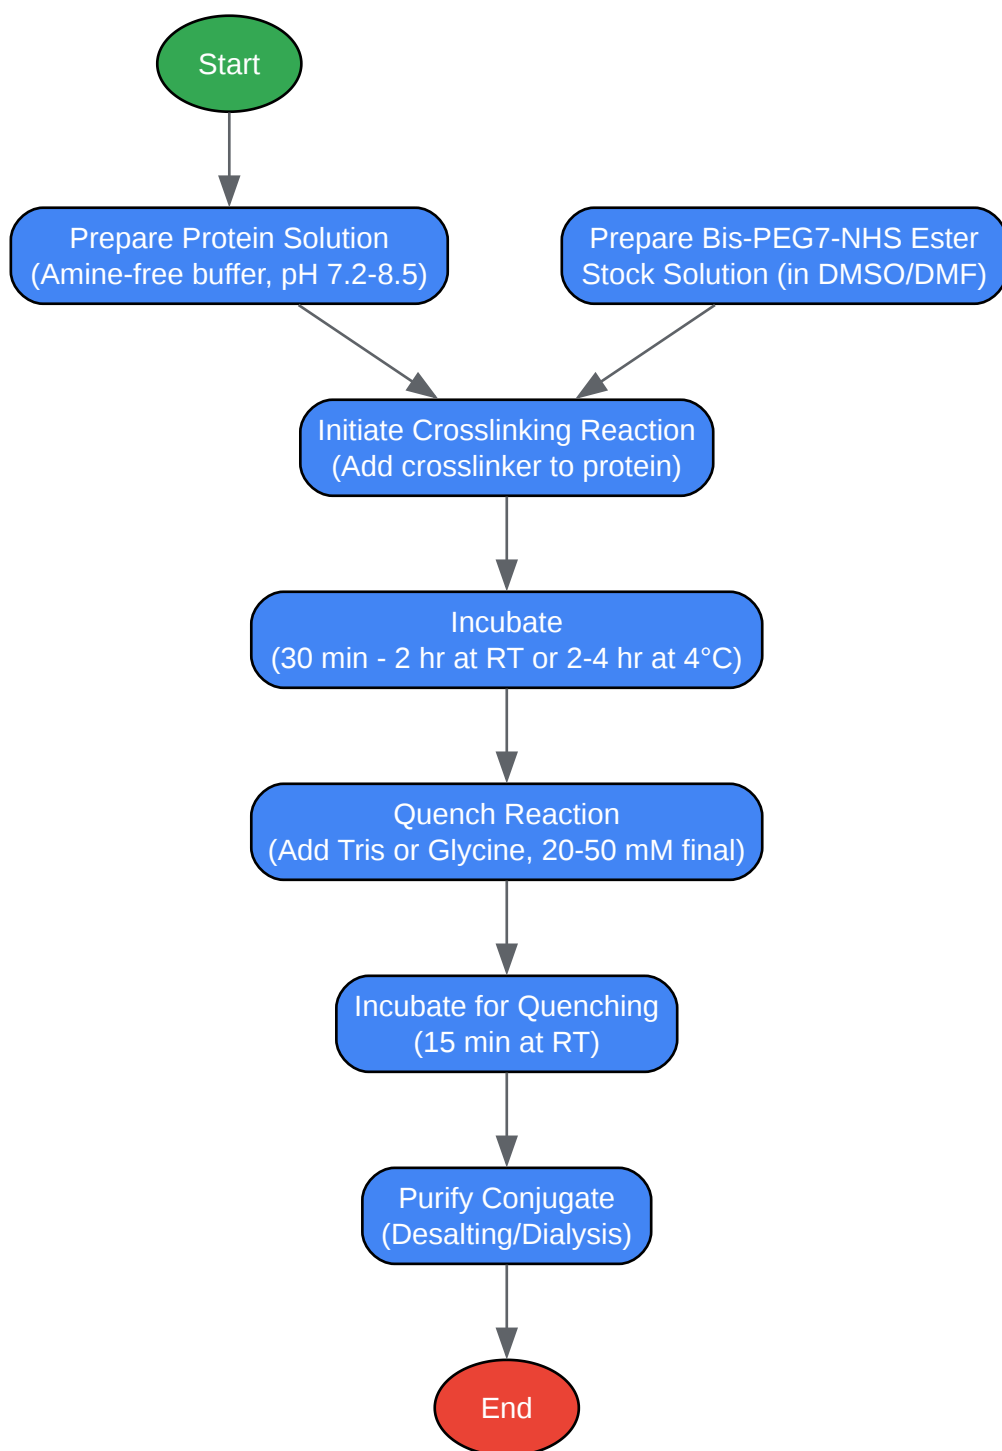 Start
Prepare Protein Solution
(Amine-free buffer, pH 7.2-8.5)
Prepare Bis-PEG7-NHS Ester
Stock Solution (in DMSO/DMF)
Initiate Crosslinking Reaction
(Add crosslinker to protein)
Incubate
(30 min - 2 hr at RT or 2-4 hr at 4°C)
Quench Reaction
(Add Tris or Glycine, 20-50 mM final)
Incubate for Quenching
(15 min at RT)
Purify Conjugate
(Desalting/Dialysis)
End